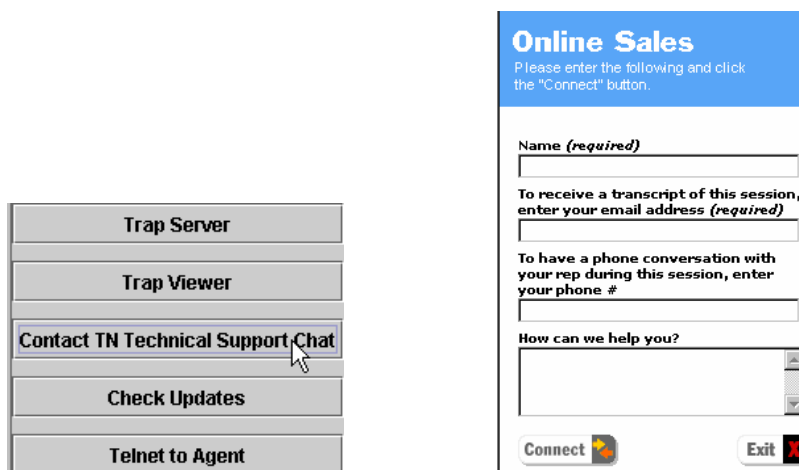 Trap Server
Trap Viewer
Contact TN Technical Support Chat
Check Updates
Telnet to Agent
Online Sales
Please enter the following and click
the "Connect" button.
Name (required)
To receive a transcript of this session,
enter your email address (required)
To have a phone conversation with
your rep during this session, enter
your phone #
How can we help you?
Connect
Exit X